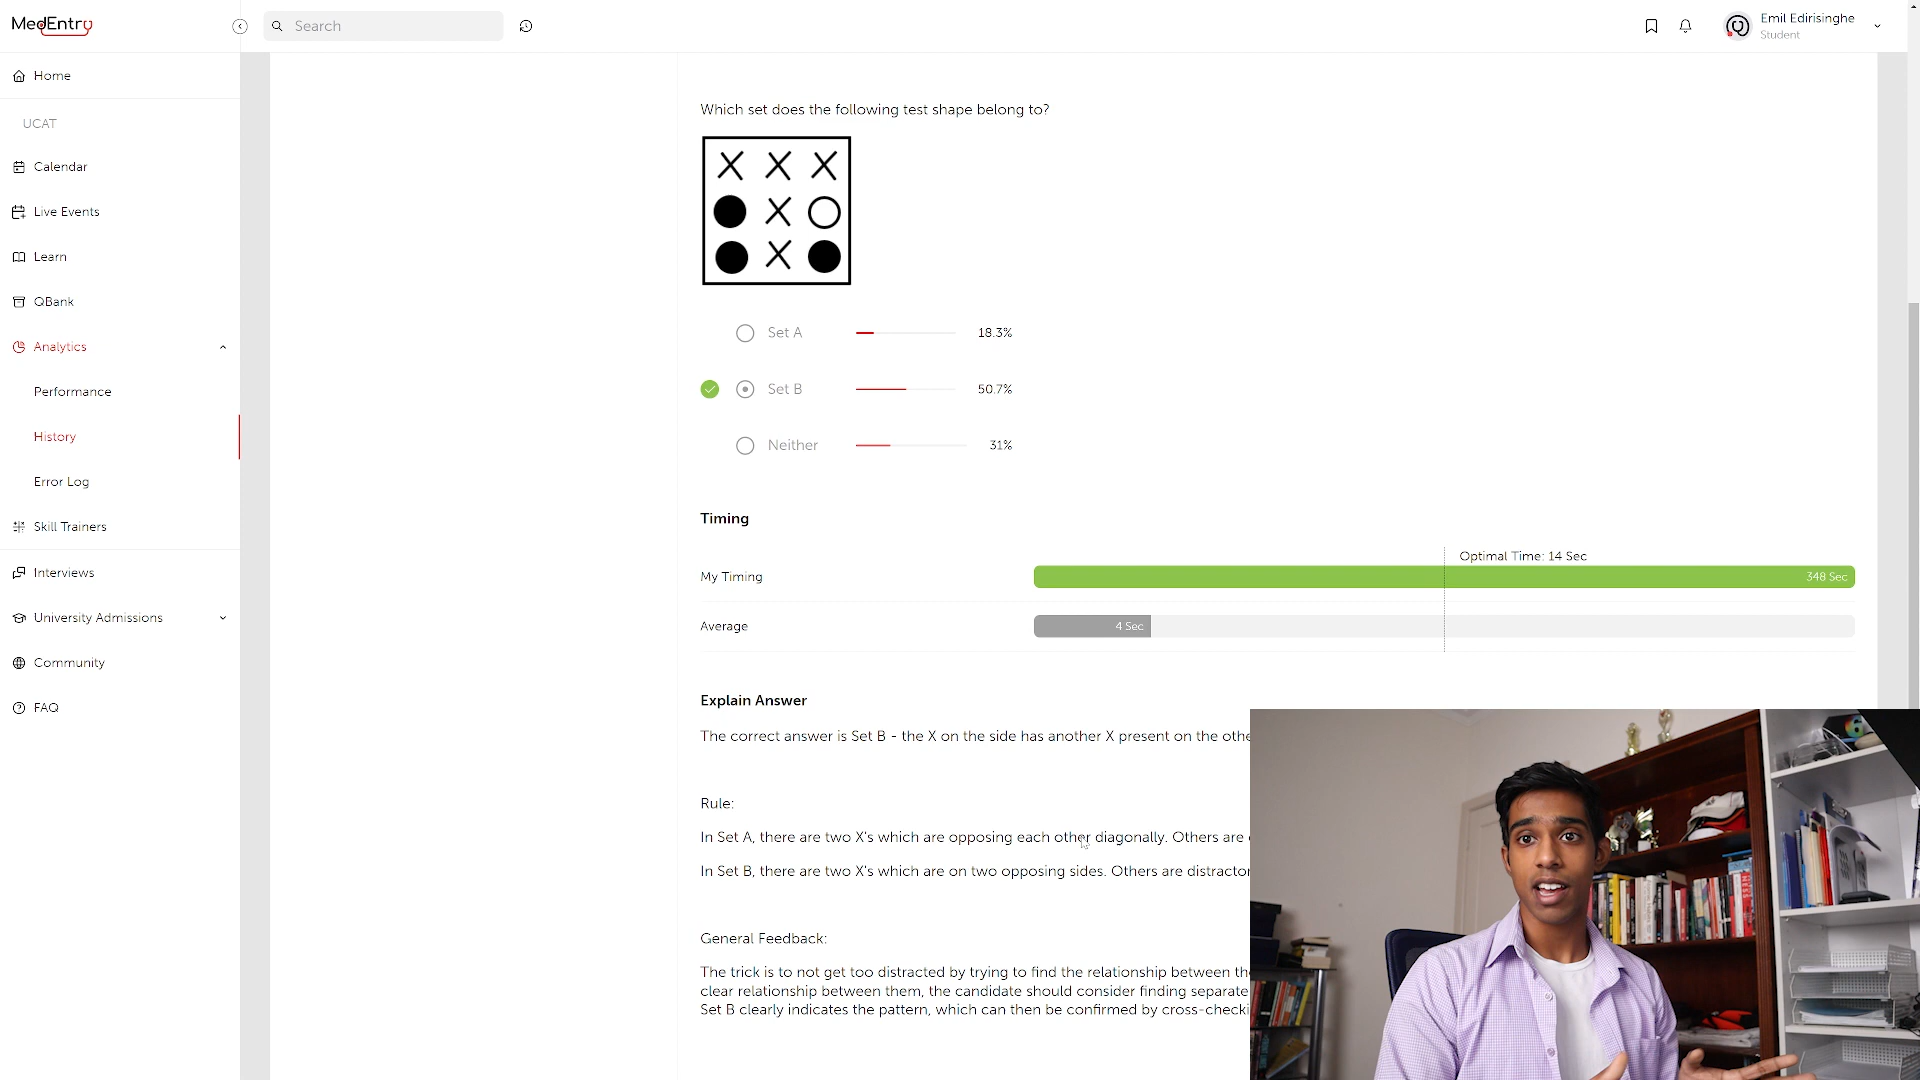 MedEntry
Search
Emil Edirisinghe
Student
Home
UCAT
Calendar
Live Events
Learn
QBank
Analytics
Performance
History
Error Log
Skill Trainers
Interviews
University Admissions
Community
FAQ
Which set does the following test shape belong to?
X X X
X
X
Set A 18.3%
Set B 50.7%
Neither 31%
Timing
Optimal Time: 14 Sec
My Timing 348 Sec
Average 4 Sec
Explain Answer
The correct answer is Set B - the X on the side has another X present on the othe
Rule:
In Set A, there are two X's which are opposing each other diagonally. Others are
In Set B, there are two X's which are on two opposing sides. Others are distractor
General Feedback:
The trick is to not get too distracted by trying to find the relationship between the
clear relationship between them, the candidate should consider finding separate
Set B clearly indicates the pattern, which can then be confirmed by cross-checki